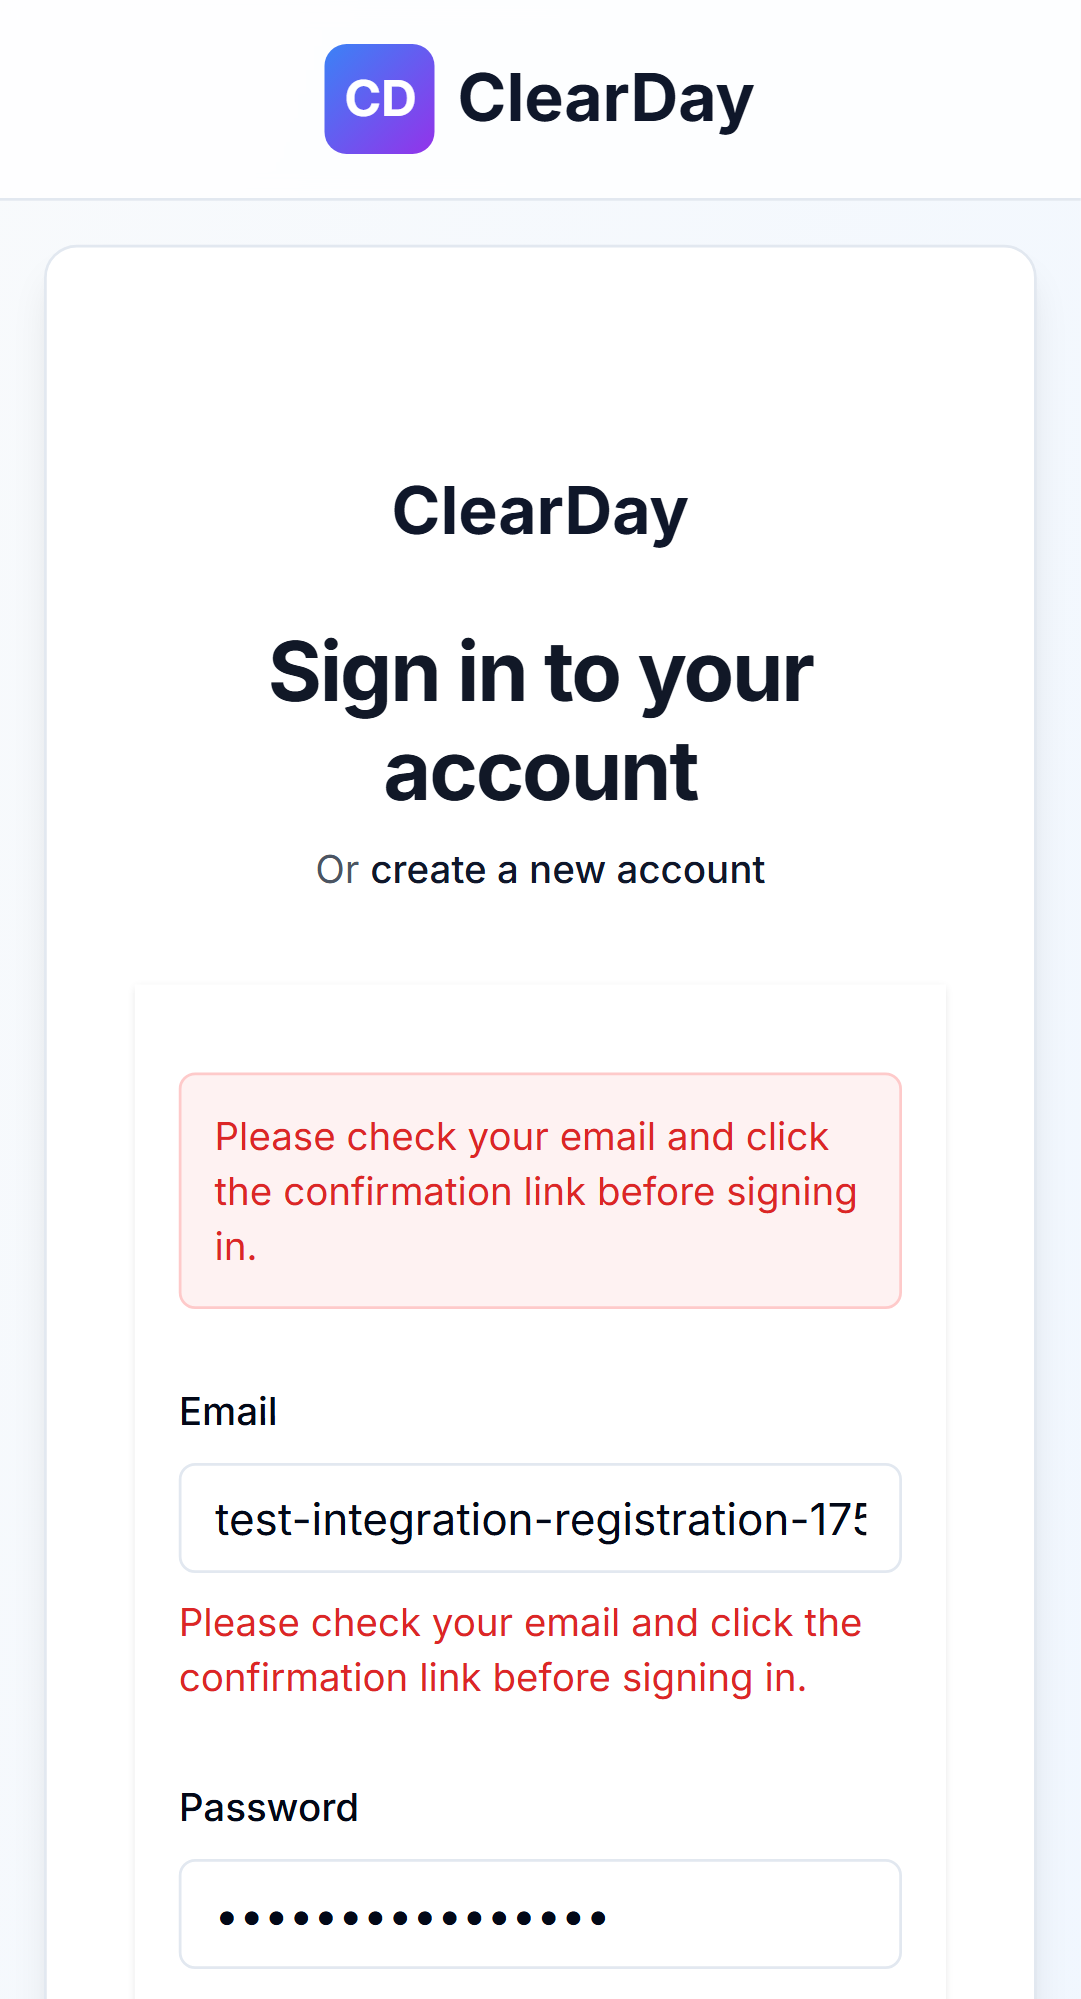 CD ClearDay
ClearDay
Sign in to your
account
Or create a new account
Please check your email and click
the confirmation link before signing
in.
Email
test-integration-registration-175
Please check your email and click the
confirmation link before signing in.
Password
••••••••••••••••